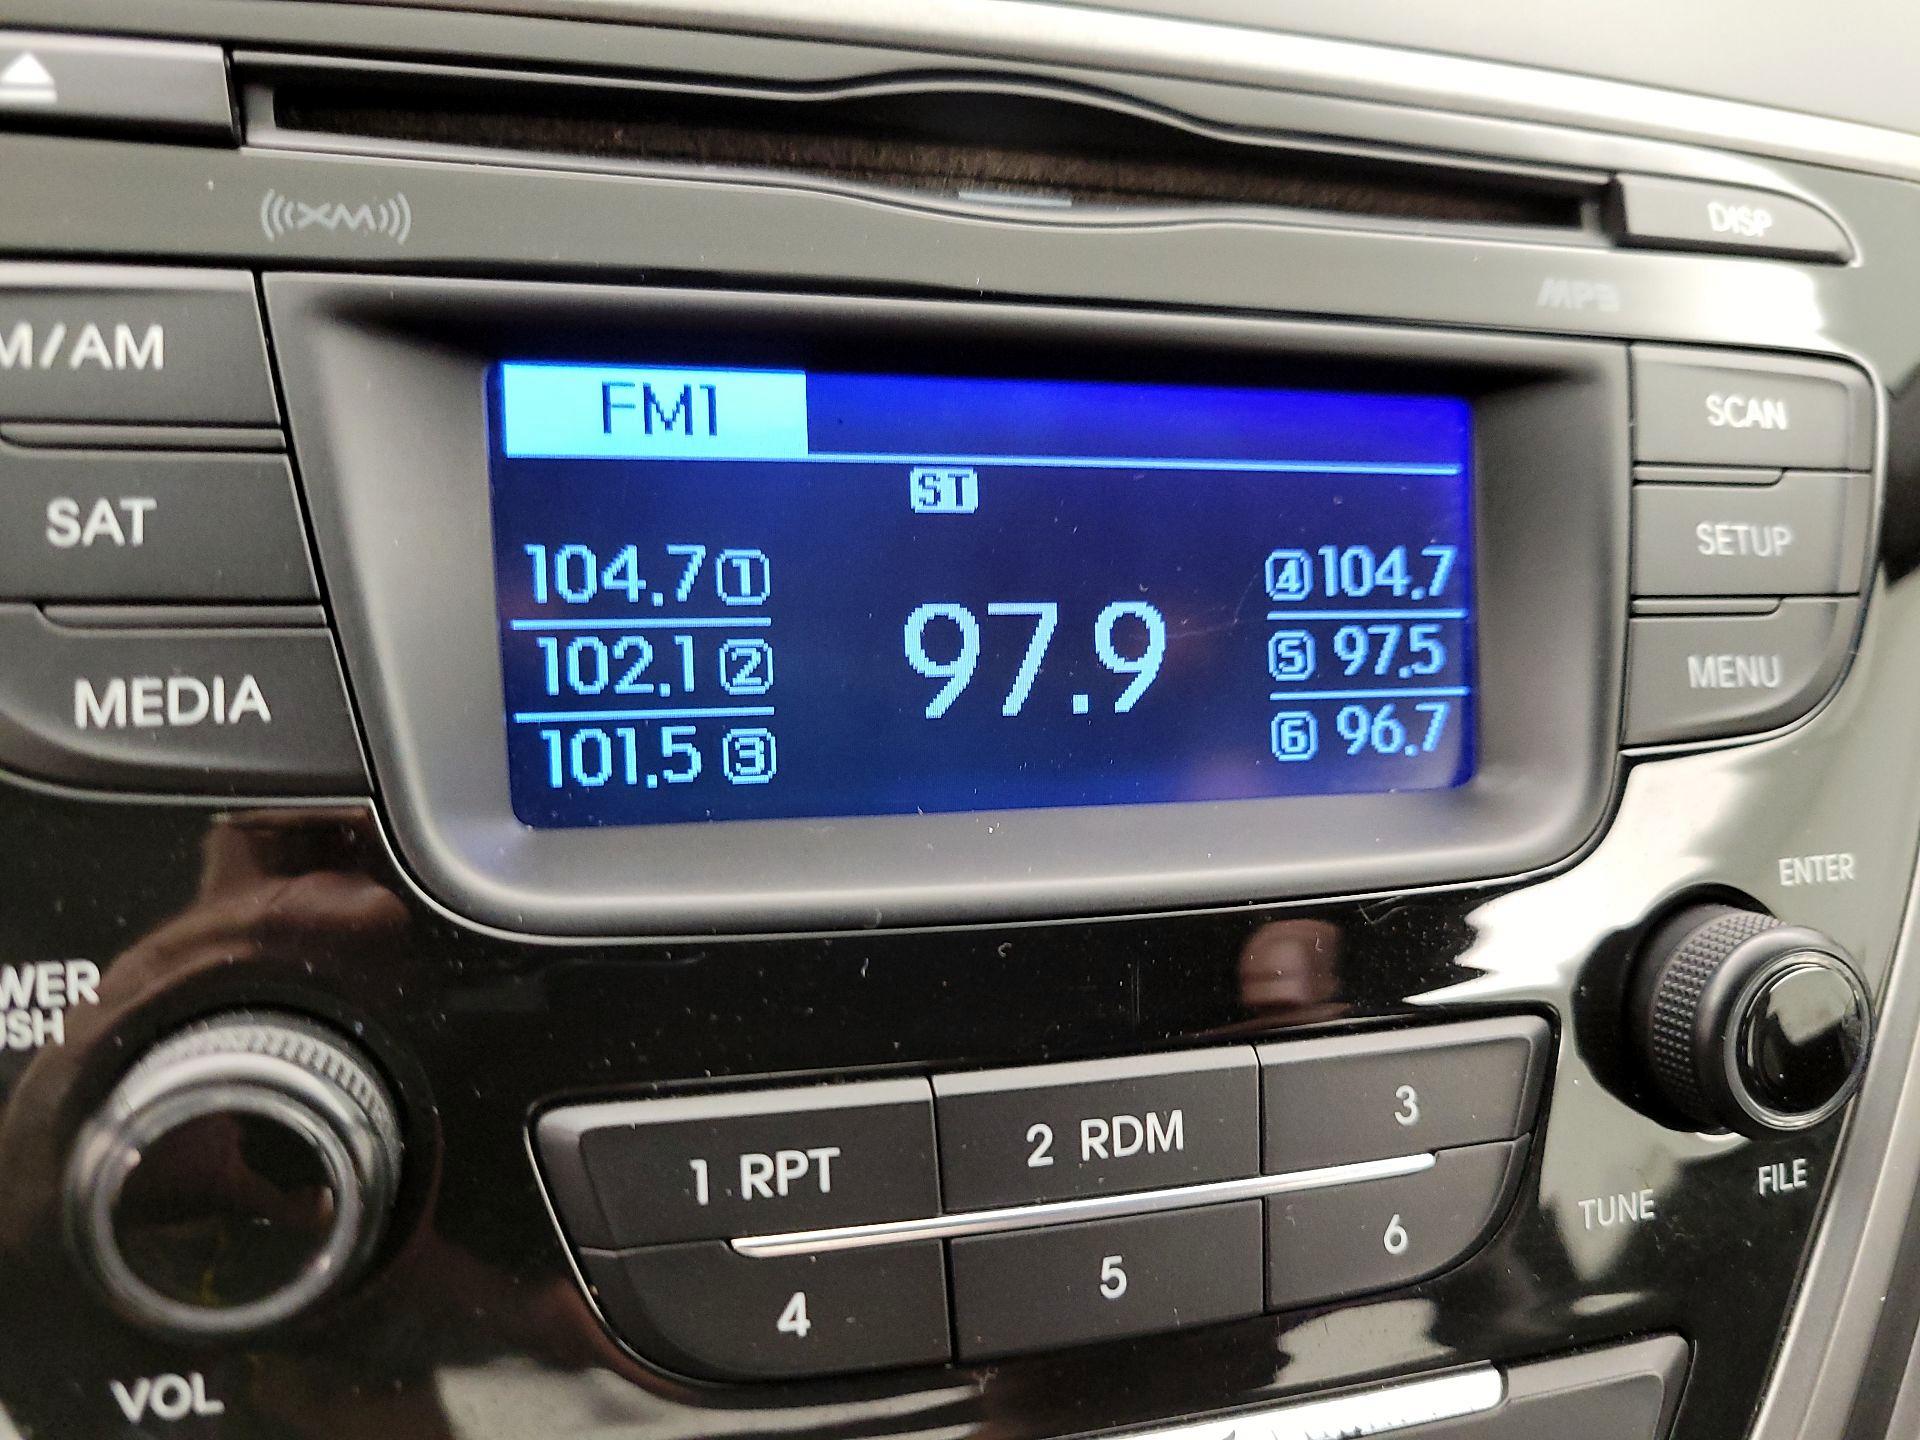 XM
DISP
MP3
M/AM
SCAN
SAT
SETUP
MEDIA
MENU
FM1
ST
104.7 1
102.1 2
101.5 3
97.9
4 104.7
5 97.5
6 96.7
ENTER
WER
USH
VOL
1 RPT
2 RDM
3
4
5
6
TUNE
FILE